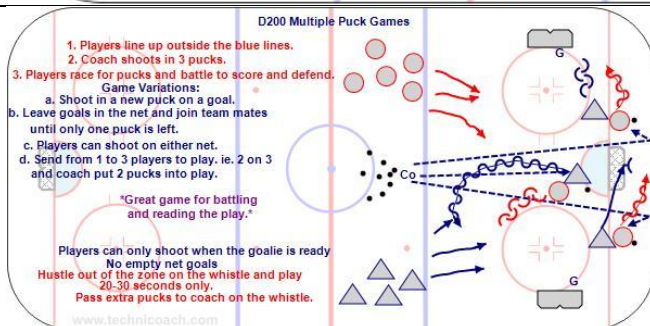 D200 Multiple Puck Games
1. Players line up outside the blue lines.
2. Coach shoots in 3 pucks.
3. Players race for pucks and battle to score and defend.
Game Variations:
a. Shoot in a new puck on a goal.
b. Leave goals in the net and join team mates
until only one puck is left.
c. Players can shoot on either net.
d. Send from 1 to 3 players to play. ie. 2 on 3
and coach put 2 pucks into play.
*Great game for battling
and reading the play.*
Players can only shoot when the goalie is ready
No empty net goals
Hustle out of the zone on the whistle and play
20-30 seconds only.
Pass extra pucks to coach on the whistle.
www.technicoach.com
G
Co
G